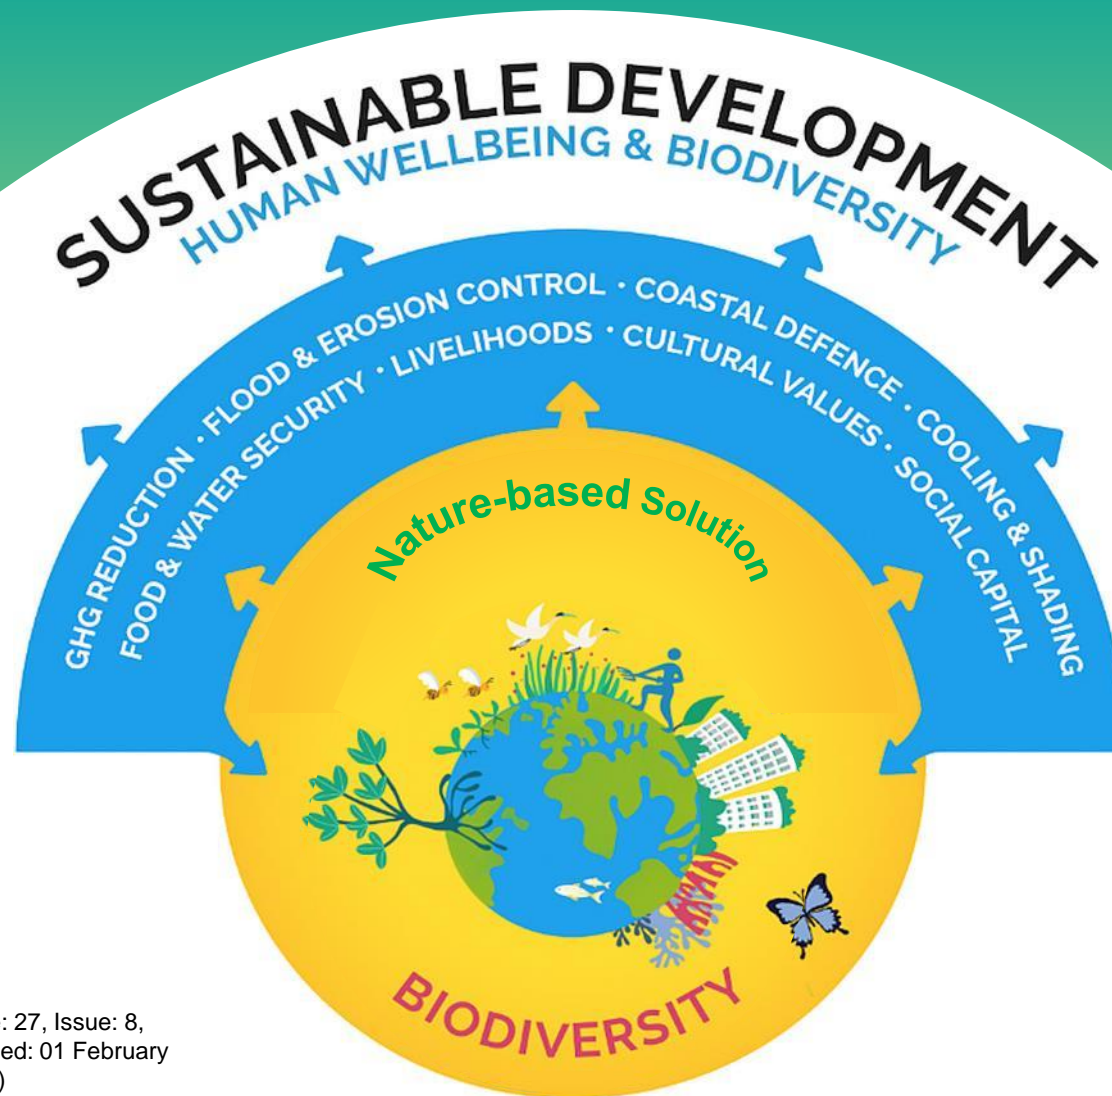 SUSTAINABLE DEVELOPMENT
HUMAN WELLBEING & BIODIVERSITY
GHG REDUCTION · FLOOD & EROSION CONTROL · COASTAL DEFENCE · COOLING & SHADING
FOOD & WATER SECURITY · LIVELIHOODS · CULTURAL VALUES · SOCIAL CAPITAL
Nature-based Solution
BIODIVERSITY
: 27, Issue: 8,
ed: 01 February
)